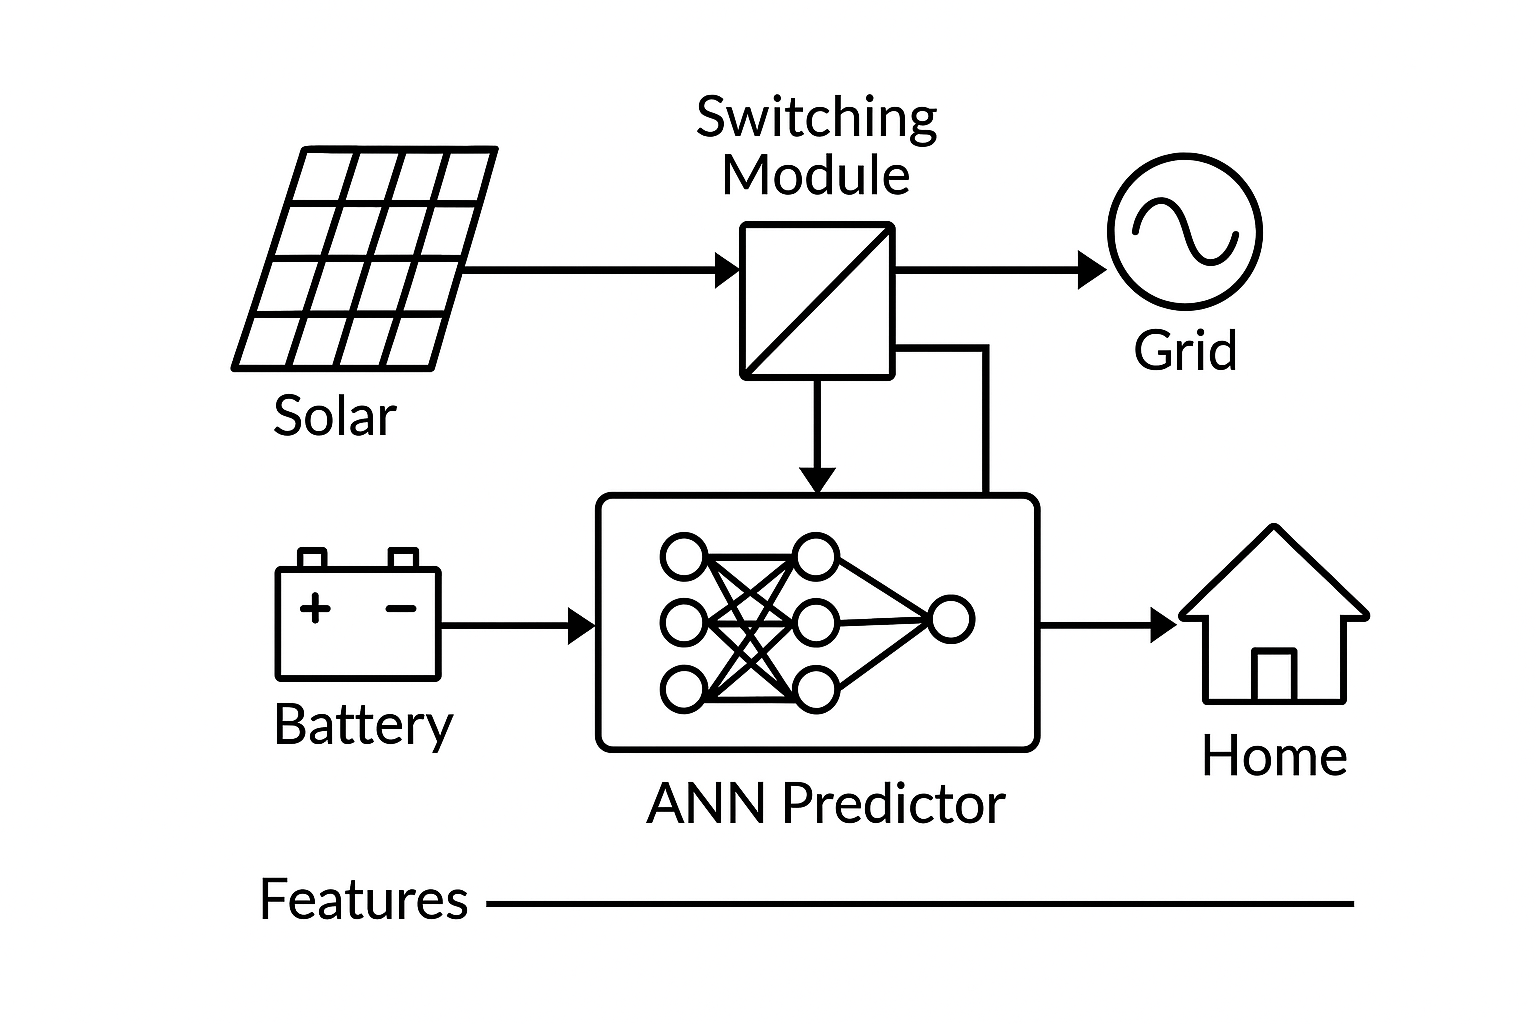 Switching
Module
Solar
Grid
+ −
Battery
ANN Predictor
Home
Features